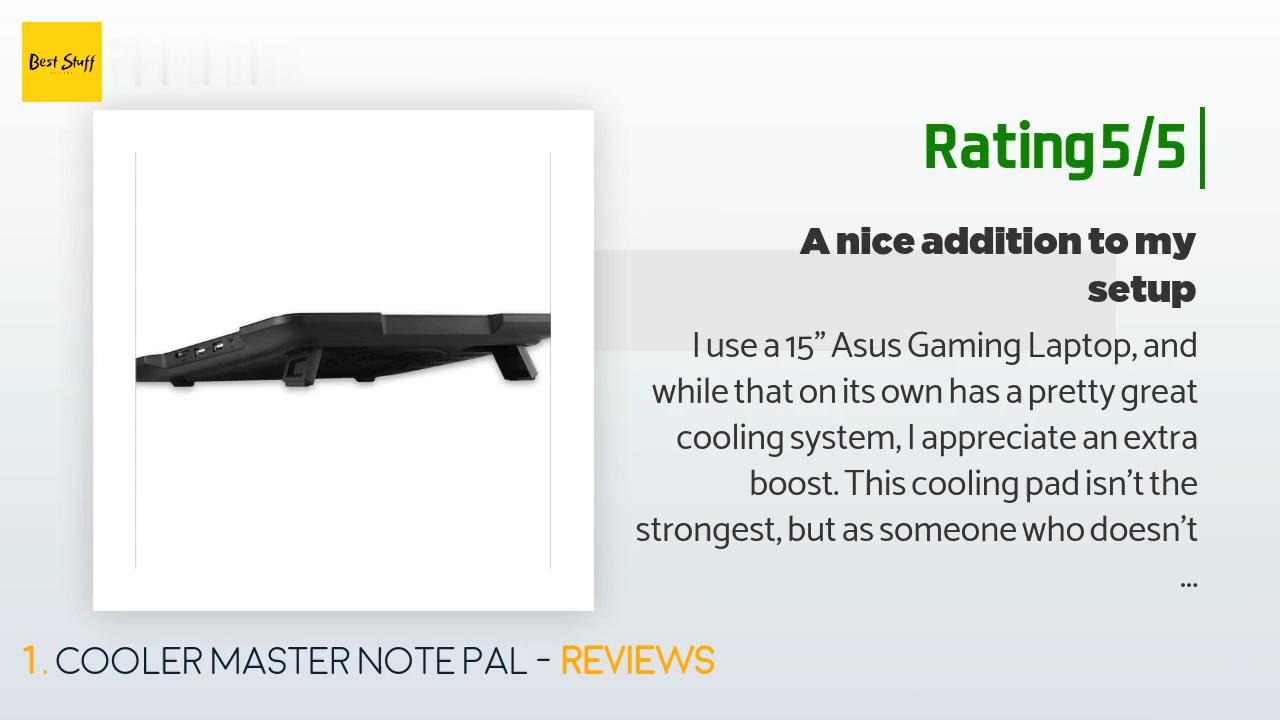 Best Stuff
Rating 5/5
A nice addition to my
setup
I use a 15” Asus Gaming Laptop, and
while that on its own has a pretty great
cooling system, I appreciate an extra
boost. This cooling pad isn’t the
strongest, but as someone who doesn’t
...
1. COOLER MASTER NOTE PAL - REVIEWS